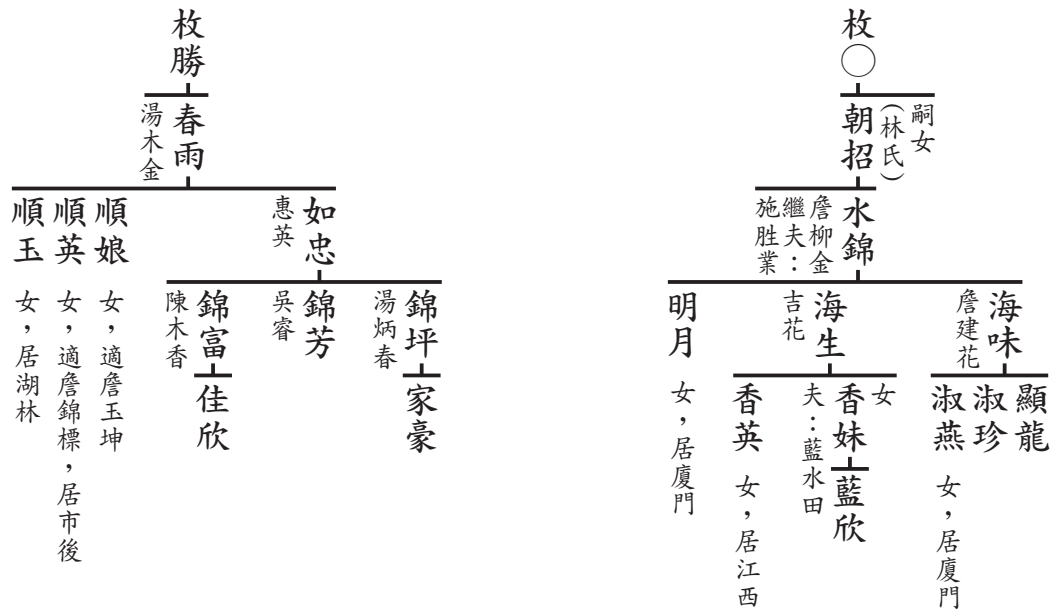 枚○
嗣女
朝招
(林氏)
水錦
詹柳金
繼夫：
施胜業
海味
詹建花
海生
吉花
明月 女，居廈門
顯龍
淑珍
淑燕 女，居廈門
女
香妹
夫：藍水田
香英 女，居江西
藍欣
枚勝
春雨
湯木金
如忠
惠英
順娘 女，適詹玉坤
順英 女，適詹錦標，居市後
順玉 女，居湖林
錦坪
湯炳春
錦芳
吳睿
錦富
陳木香
家豪
佳欣